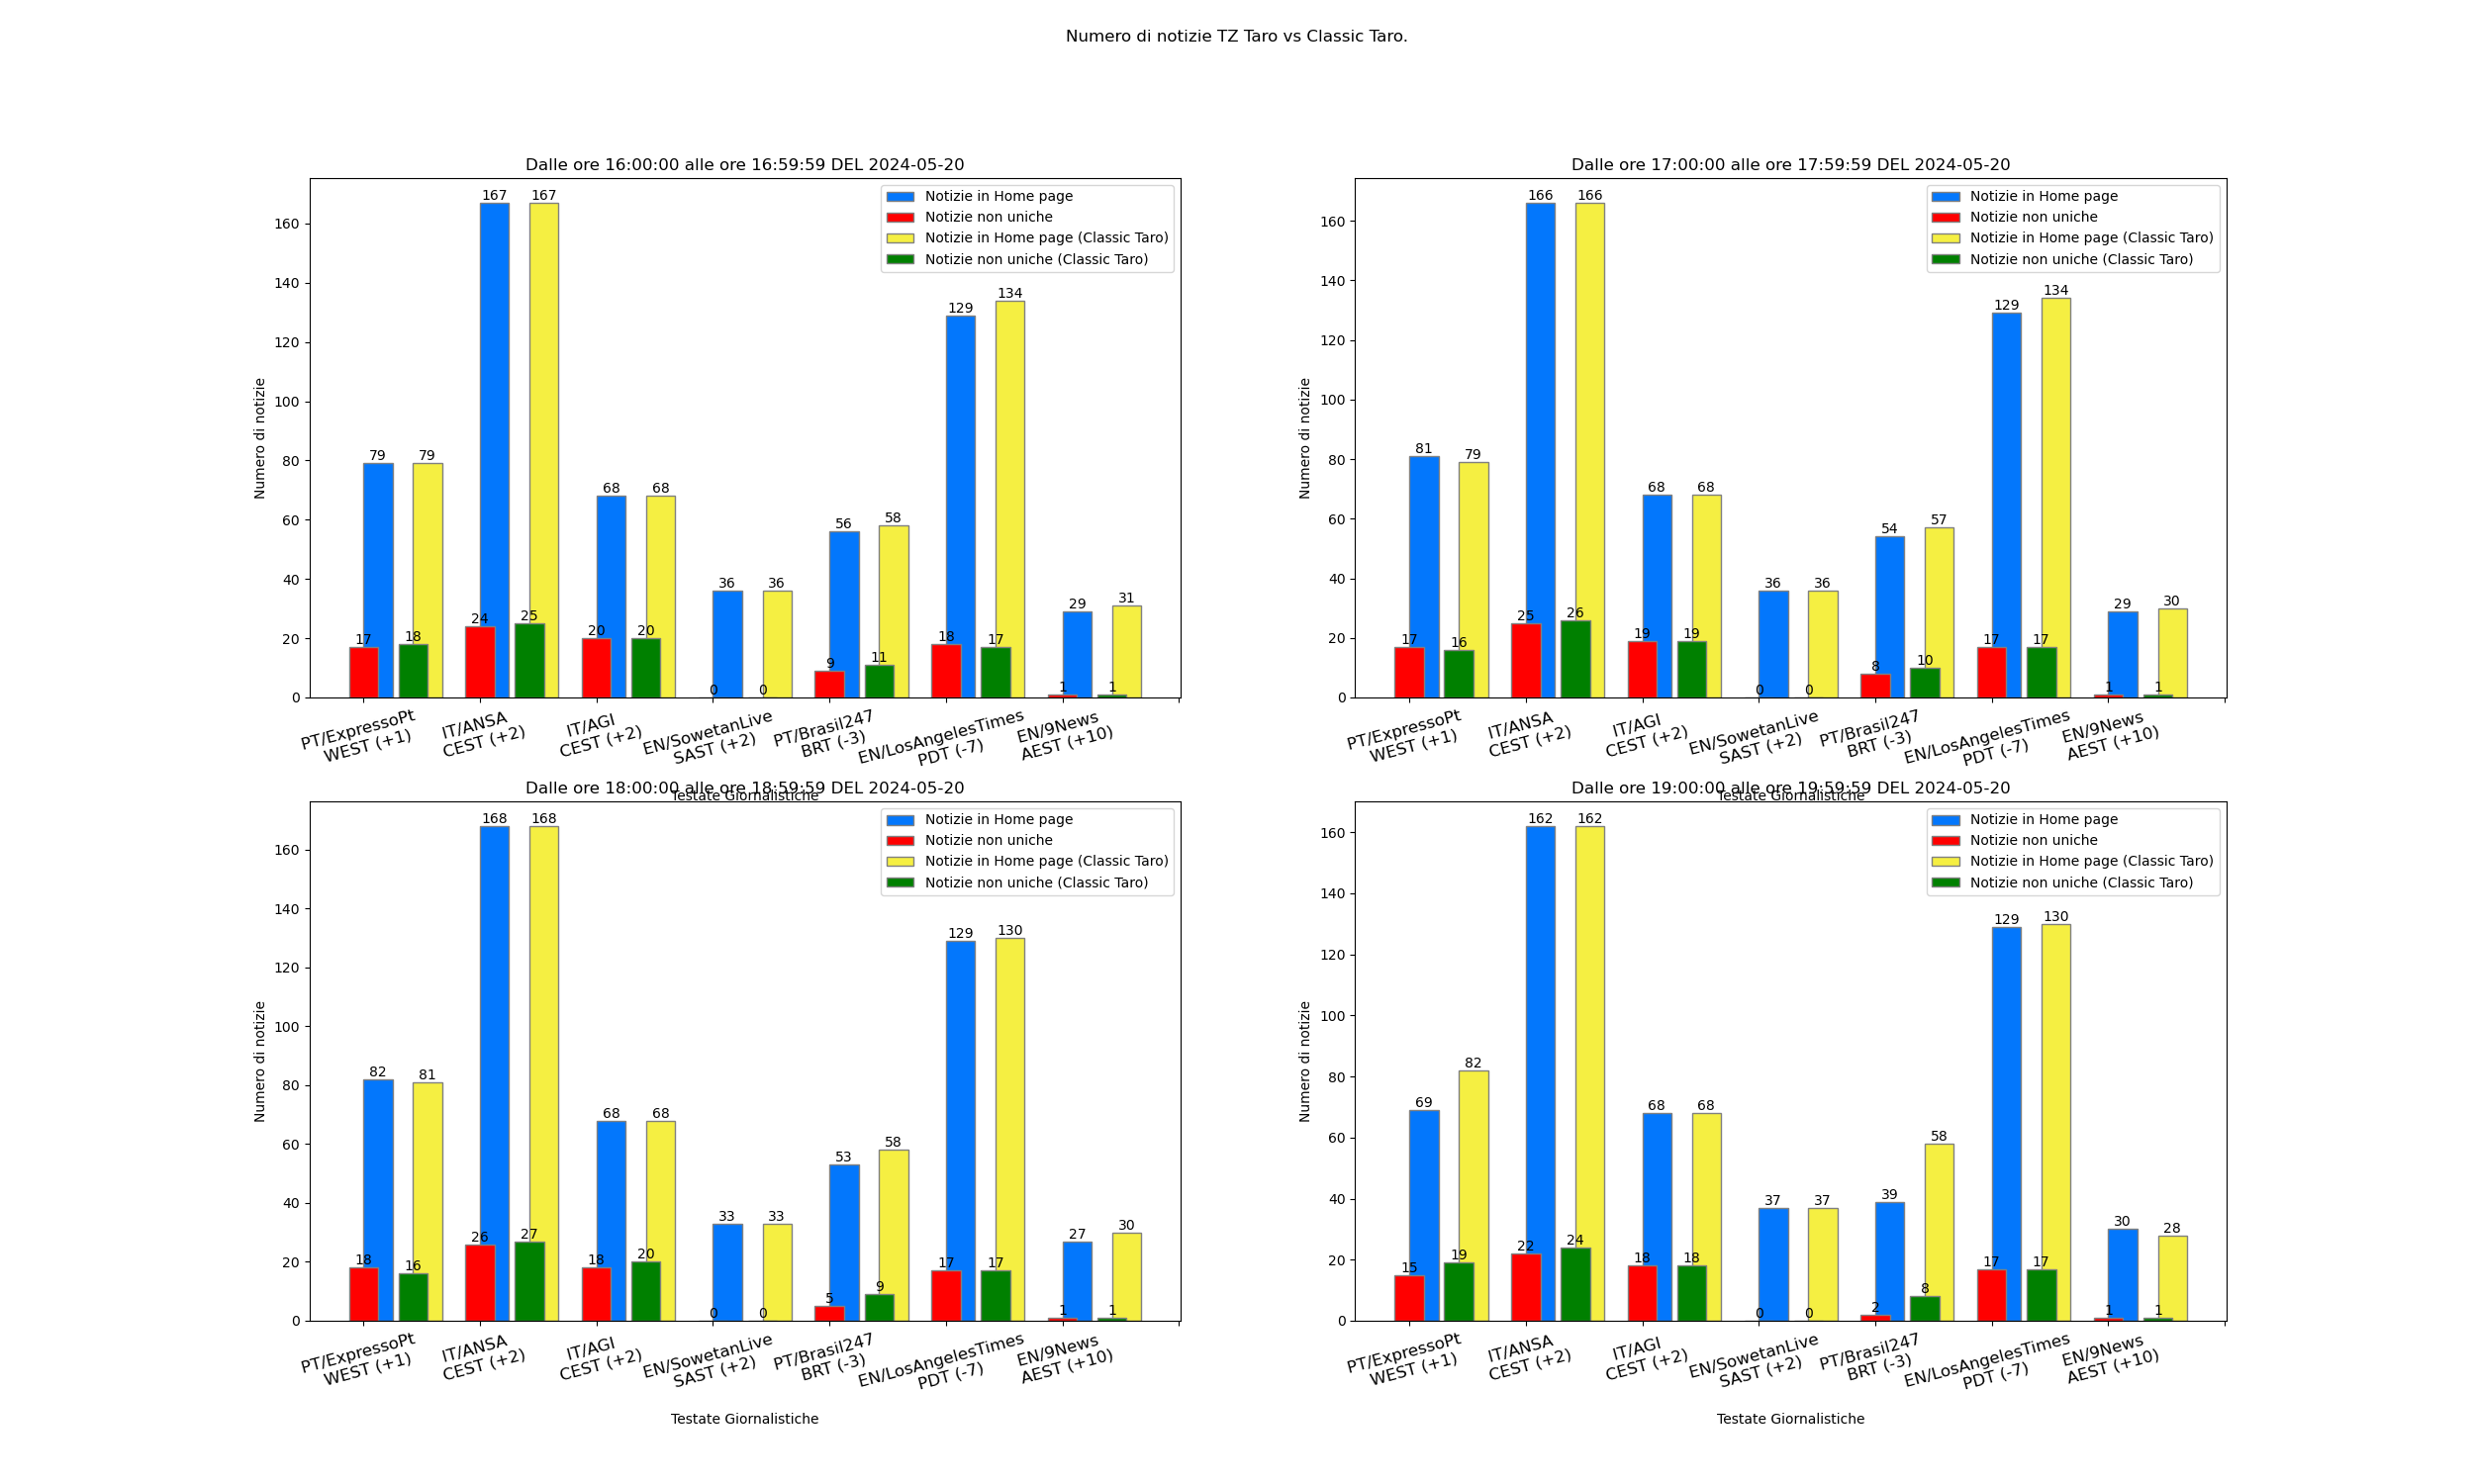 Numero di notizie TZ Taro vs Classic Taro.
Dalle ore 16:00:00 alle ore 16:59:59 DEL 2024-05-20
Numero di notizie
160
140
120
100
80
60
40
20
0
Notizie in Home page
Notizie non uniche
Notizie in Home page (Classic Taro)
Notizie non uniche (Classic Taro)
79 79 167 167 68 68 36 36 56 58 129 134 29 31
17 18 24 25 20 20 0 0 9 11 18 17 1 1
PT/ExpressoPt
WEST (+1)
IT/ANSA
CEST (+2)
IT/AGI
CEST (+2)
EN/SowetanLive
SAST (+2)
PT/Brasil247
BRT (-3)
EN/LosAngelesTimes
PDT (-7)
EN/9News
AEST (+10)
Testate Giornalistiche
Dalle ore 17:00:00 alle ore 17:59:59 DEL 2024-05-20
Numero di notizie
160
140
120
100
80
60
40
20
0
Notizie in Home page
Notizie non uniche
Notizie in Home page (Classic Taro)
Notizie non uniche (Classic Taro)
81 79 166 166 68 68 36 36 54 57 129 134 29 30
17 16 25 26 19 19 0 0 8 10 17 17 1 1
PT/ExpressoPt
WEST (+1)
IT/ANSA
CEST (+2)
IT/AGI
CEST (+2)
EN/SowetanLive
SAST (+2)
PT/Brasil247
BRT (-3)
EN/LosAngelesTimes
PDT (-7)
EN/9News
AEST (+10)
Testate Giornalistiche
Dalle ore 18:00:00 alle ore 18:59:59 DEL 2024-05-20
Numero di notizie
160
140
120
100
80
60
40
20
0
Notizie in Home page
Notizie non uniche
Notizie in Home page (Classic Taro)
Notizie non uniche (Classic Taro)
82 81 168 168 68 68 33 33 53 58 129 130 27 30
18 16 26 27 18 20 0 0 5 9 17 17 1 1
PT/ExpressoPt
WEST (+1)
IT/ANSA
CEST (+2)
IT/AGI
CEST (+2)
EN/SowetanLive
SAST (+2)
PT/Brasil247
BRT (-3)
EN/LosAngelesTimes
PDT (-7)
EN/9News
AEST (+10)
Testate Giornalistiche
Dalle ore 19:00:00 alle ore 19:59:59 DEL 2024-05-20
Numero di notizie
160
140
120
100
80
60
40
20
0
Notizie in Home page
Notizie non uniche
Notizie in Home page (Classic Taro)
Notizie non uniche (Classic Taro)
69 82 162 162 68 68 37 37 39 58 129 130 30 28
15 19 22 24 18 18 0 0 2 8 17 17 1 1
PT/ExpressoPt
WEST (+1)
IT/ANSA
CEST (+2)
IT/AGI
CEST (+2)
EN/SowetanLive
SAST (+2)
PT/Brasil247
BRT (-3)
EN/LosAngelesTimes
PDT (-7)
EN/9News
AEST (+10)
Testate Giornalistiche